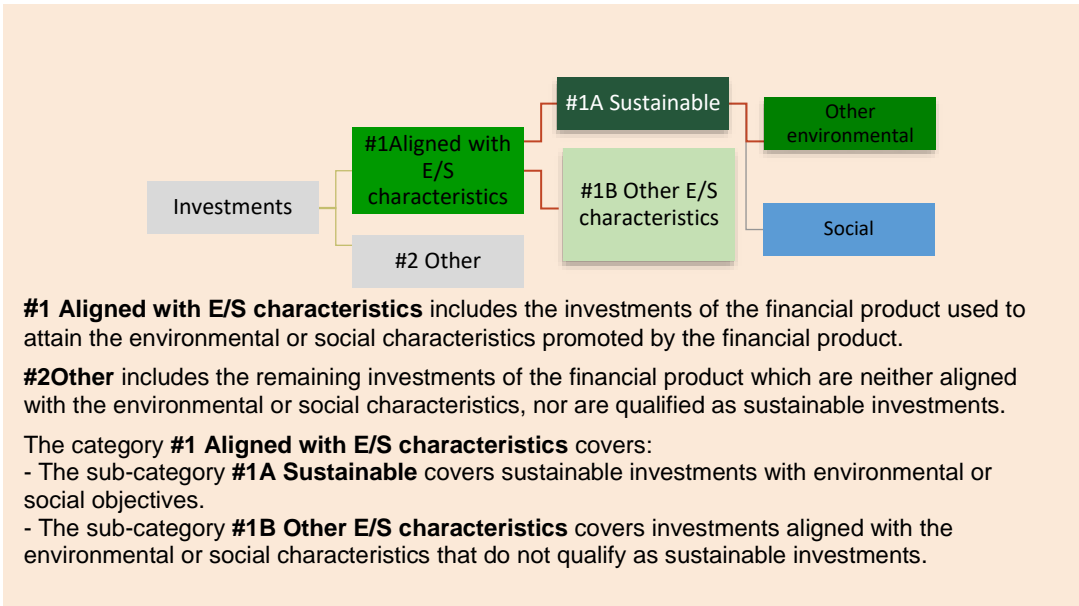 #1A Sustainable
Other
environmental
#1Aligned with
E/S
characteristics
#1B Other E/S
characteristics
Investments
Social
#2 Other
#1 Aligned with E/S characteristics includes the investments of the financial product used to
attain the environmental or social characteristics promoted by the financial product.
#2Other includes the remaining investments of the financial product which are neither aligned
with the environmental or social characteristics, nor are qualified as sustainable investments.
The category #1 Aligned with E/S characteristics covers:
- The sub-category #1A Sustainable covers sustainable investments with environmental or
social objectives.
- The sub-category #1B Other E/S characteristics covers investments aligned with the
environmental or social characteristics that do not qualify as sustainable investments.